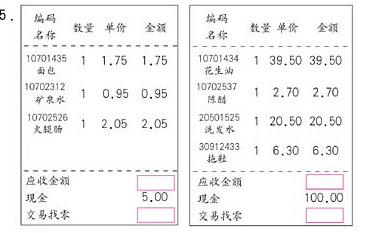 5.
编码
名称 数量 单价 金额
10701435
面包 1 1.75 1.75
10702312
矿泉水 1 0.95 0.95
10702526
火腿肠 1 2.05 2.05
应收金额
现金 5.00
交易找零
编码
名称 数量 单价 金额
10701434
花生油 1 39.50 39.50
10702537
陈醋 1 2.70 2.70
20501525
洗发水 1 20.50 20.50
30912433
拖鞋 1 6.30 6.30
应收金额
现金 100.00
交易找零